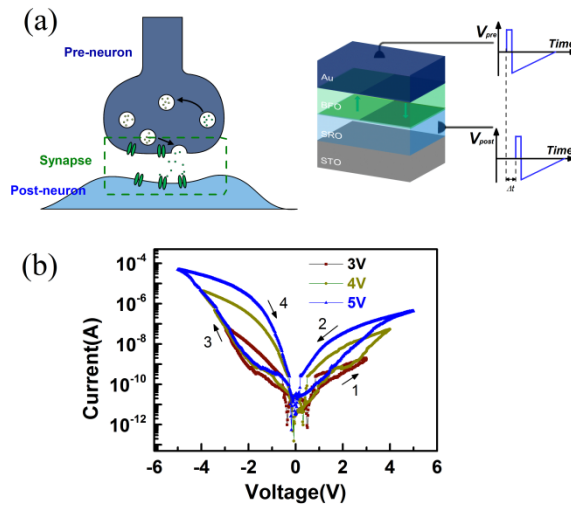 (a)
Pre-neuron
Synapse
Post-neuron
Au
BFO
SRO
STO
Vpre
Time
Vpost
Time
Δt
(b)
Current(A)
10-4
10-6
10-8
10-10
10-12
3V
4V
5V
4
2
3
1
-6 -4 -2 0 2 4 6
Voltage(V)